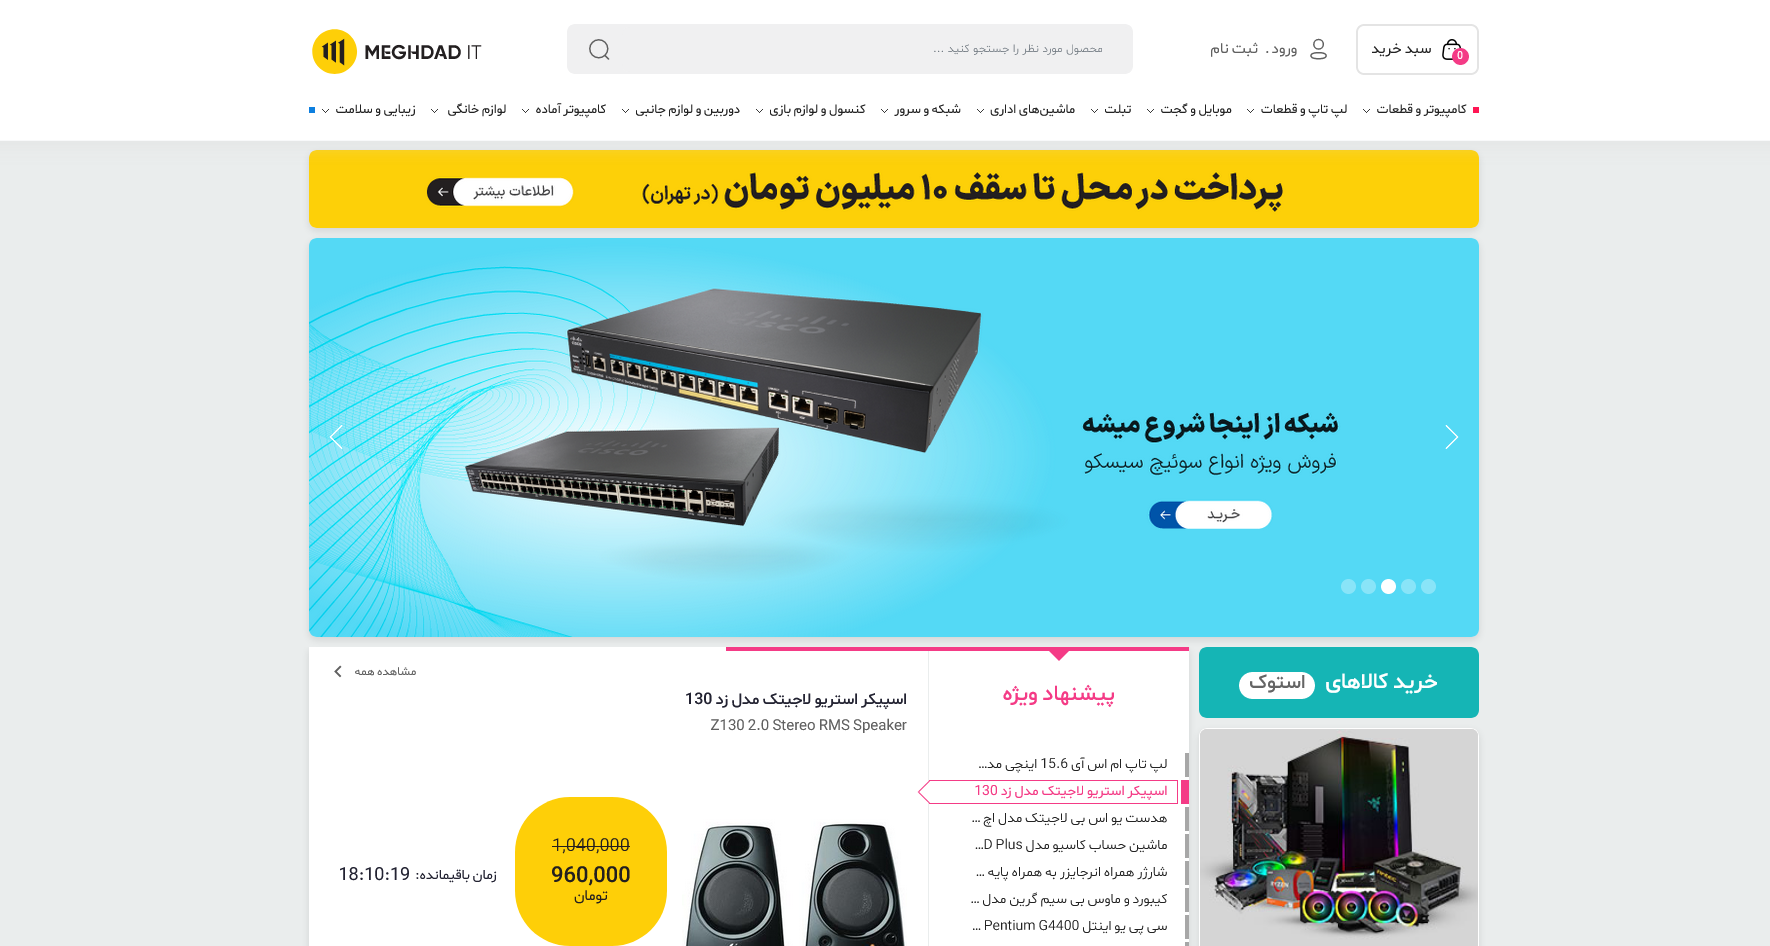 سبد خرید
0
ورود . ثبت نام
محصول مورد نظر را جستجو کنید ...
MEGHDAD IT
کامپیوتر و قطعات
لپ تاپ و قطعات
موبایل و گجت
تبلت
ماشین‌های اداری
شبکه و سرور
کنسول و لوازم بازی
دوربین و لوازم جانبی
کامپیوتر آماده
لوازم خانگی
زیبایی و سلامت
پرداخت در محل تا سقف ۱۰ میلیون تومان (در تهران)
اطلاعات بیشتر
CISCO
CISCO
شبکه از اینجا شروع میشه
فروش ویژه انواع سوئیچ سیسکو
خرید
خرید کالاهای استوک
پیشنهاد ویژه
لپ تاپ ام اس آی 15.6 اینچی مد...
اسپیکر استریو لاجیتک مدل زد 130
هدست یو اس بی لاجیتک مدل اچ ...
ماشین حساب کاسیو مدل D Plus...
شارژر همراه انرجایزر به همراه پایه ...
کیبورد و ماوس بی سیم گرین مدل ...
سی پی یو اینتل Pentium G4400 ...
مشاهده همه
اسپیکر استریو لاجیتک مدل زد 130
Z130 2.0 Stereo RMS Speaker
1,040,000
960,000
تومان
زمان باقیمانده: 18:10:19
RYZEN
antec